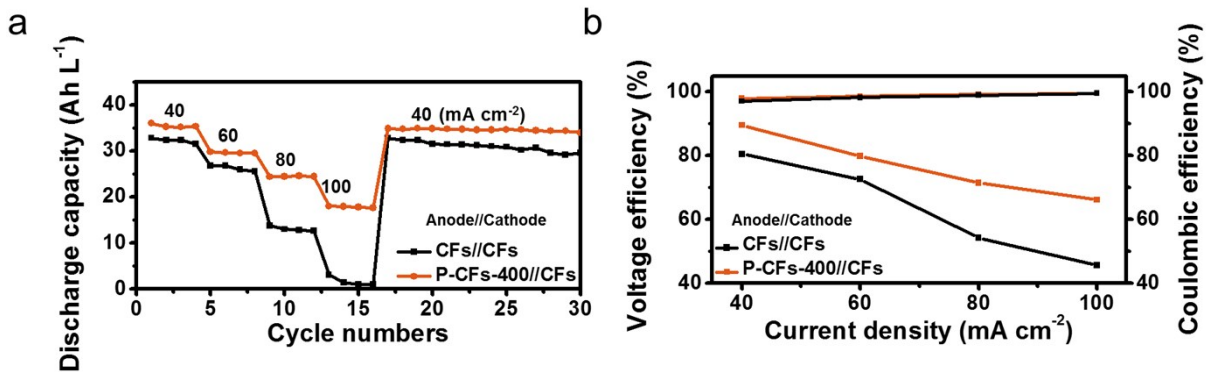 a
Discharge capacity (Ah L⁻¹)
40
30
20
10
0
40
60
80
100
40 (mA cm⁻²)
Anode//Cathode
CFs//CFs
P-CFs-400//CFs
0 5 10 15 20 25 30
Cycle numbers
b
Voltage efficiency (%)
100
80
60
40
Anode//Cathode
CFs//CFs
P-CFs-400//CFs
40 60 80 100
Current density (mA cm⁻²)
100
80
60
40
Coulombic efficiency (%)